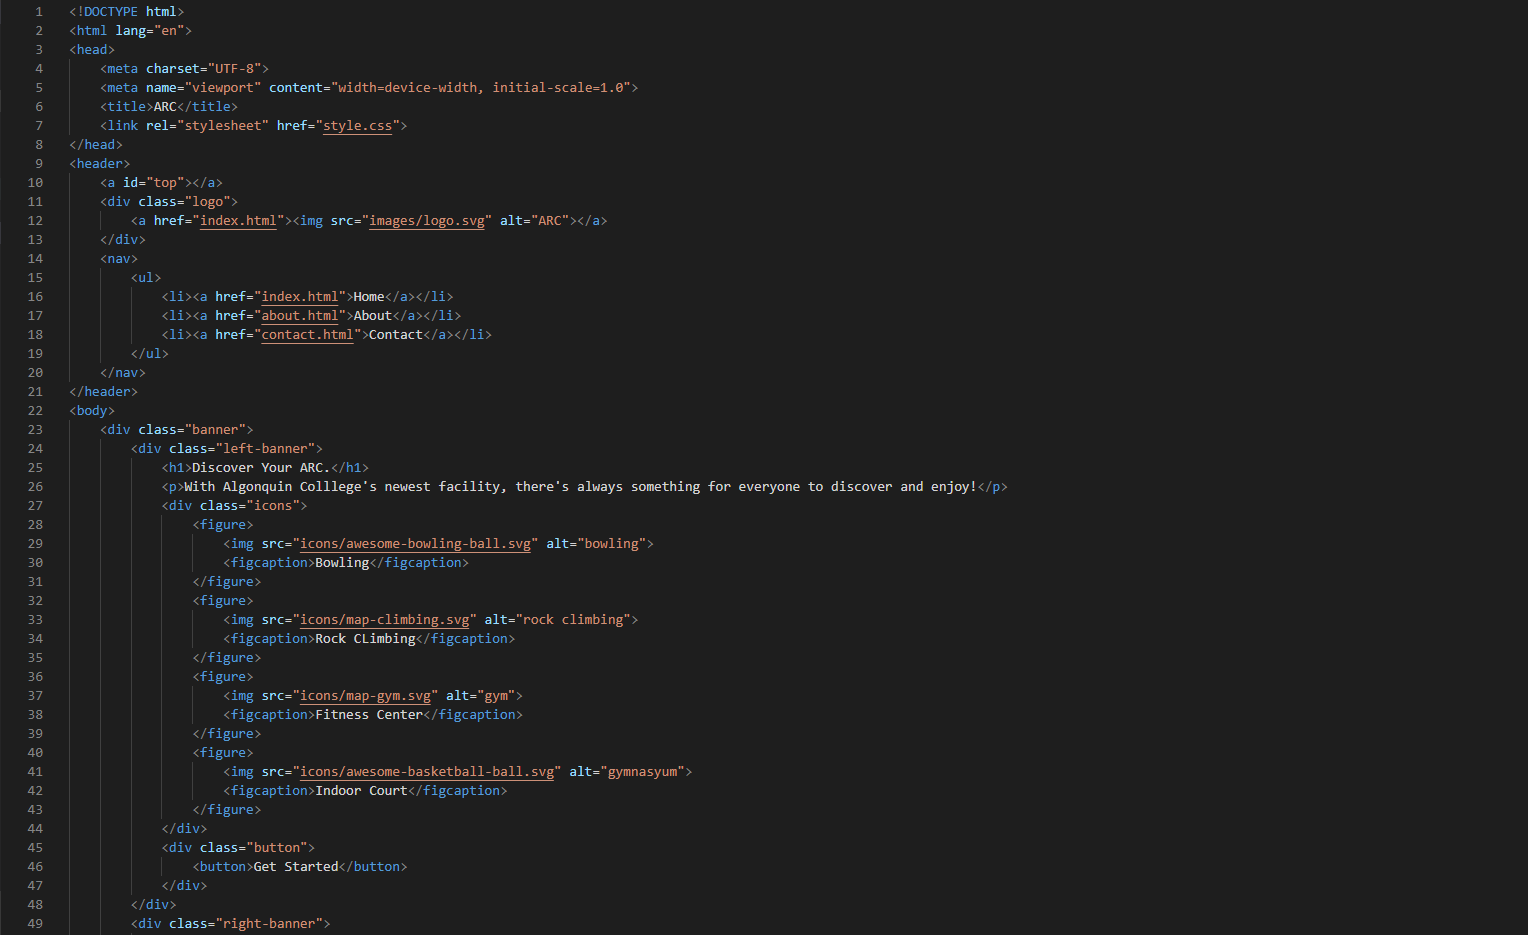 1 <!DOCTYPE html>
2 <html lang="en">
3 <head>
4     <meta charset="UTF-8">
5     <meta name="viewport" content="width=device-width, initial-scale=1.0">
6     <title>ARC</title>
7     <link rel="stylesheet" href="style.css">
8 </head>
9 <header>
10     <a id="top"></a>
11     <div class="logo">
12         <a href="index.html"><img src="images/logo.svg" alt="ARC"></a>
13     </div>
14     <nav>
15         <ul>
16             <li><a href="index.html">Home</a></li>
17             <li><a href="about.html">About</a></li>
18             <li><a href="contact.html">Contact</a></li>
19         </ul>
20     </nav>
21 </header>
22 <body>
23     <div class="banner">
24         <div class="left-banner">
25             <h1>Discover Your ARC.</h1>
26             <p>With Algonquin Colllege's newest facility, there's always something for everyone to discover and enjoy!</p>
27             <div class="icons">
28                 <figure>
29                     <img src="icons/awesome-bowling-ball.svg" alt="bowling">
30                     <figcaption>Bowling</figcaption>
31                 </figure>
32                 <figure>
33                     <img src="icons/map-climbing.svg" alt="rock climbing">
34                     <figcaption>Rock CLimbing</figcaption>
35                 </figure>
36                 <figure>
37                     <img src="icons/map-gym.svg" alt="gym">
38                     <figcaption>Fitness Center</figcaption>
39                 </figure>
40                 <figure>
41                     <img src="icons/awesome-basketball-ball.svg" alt="gymnasyum">
42                     <figcaption>Indoor Court</figcaption>
43                 </figure>
44             </div>
45             <div class="button">
46                 <button>Get Started</button>
47             </div>
48         </div>
49         <div class="right-banner">